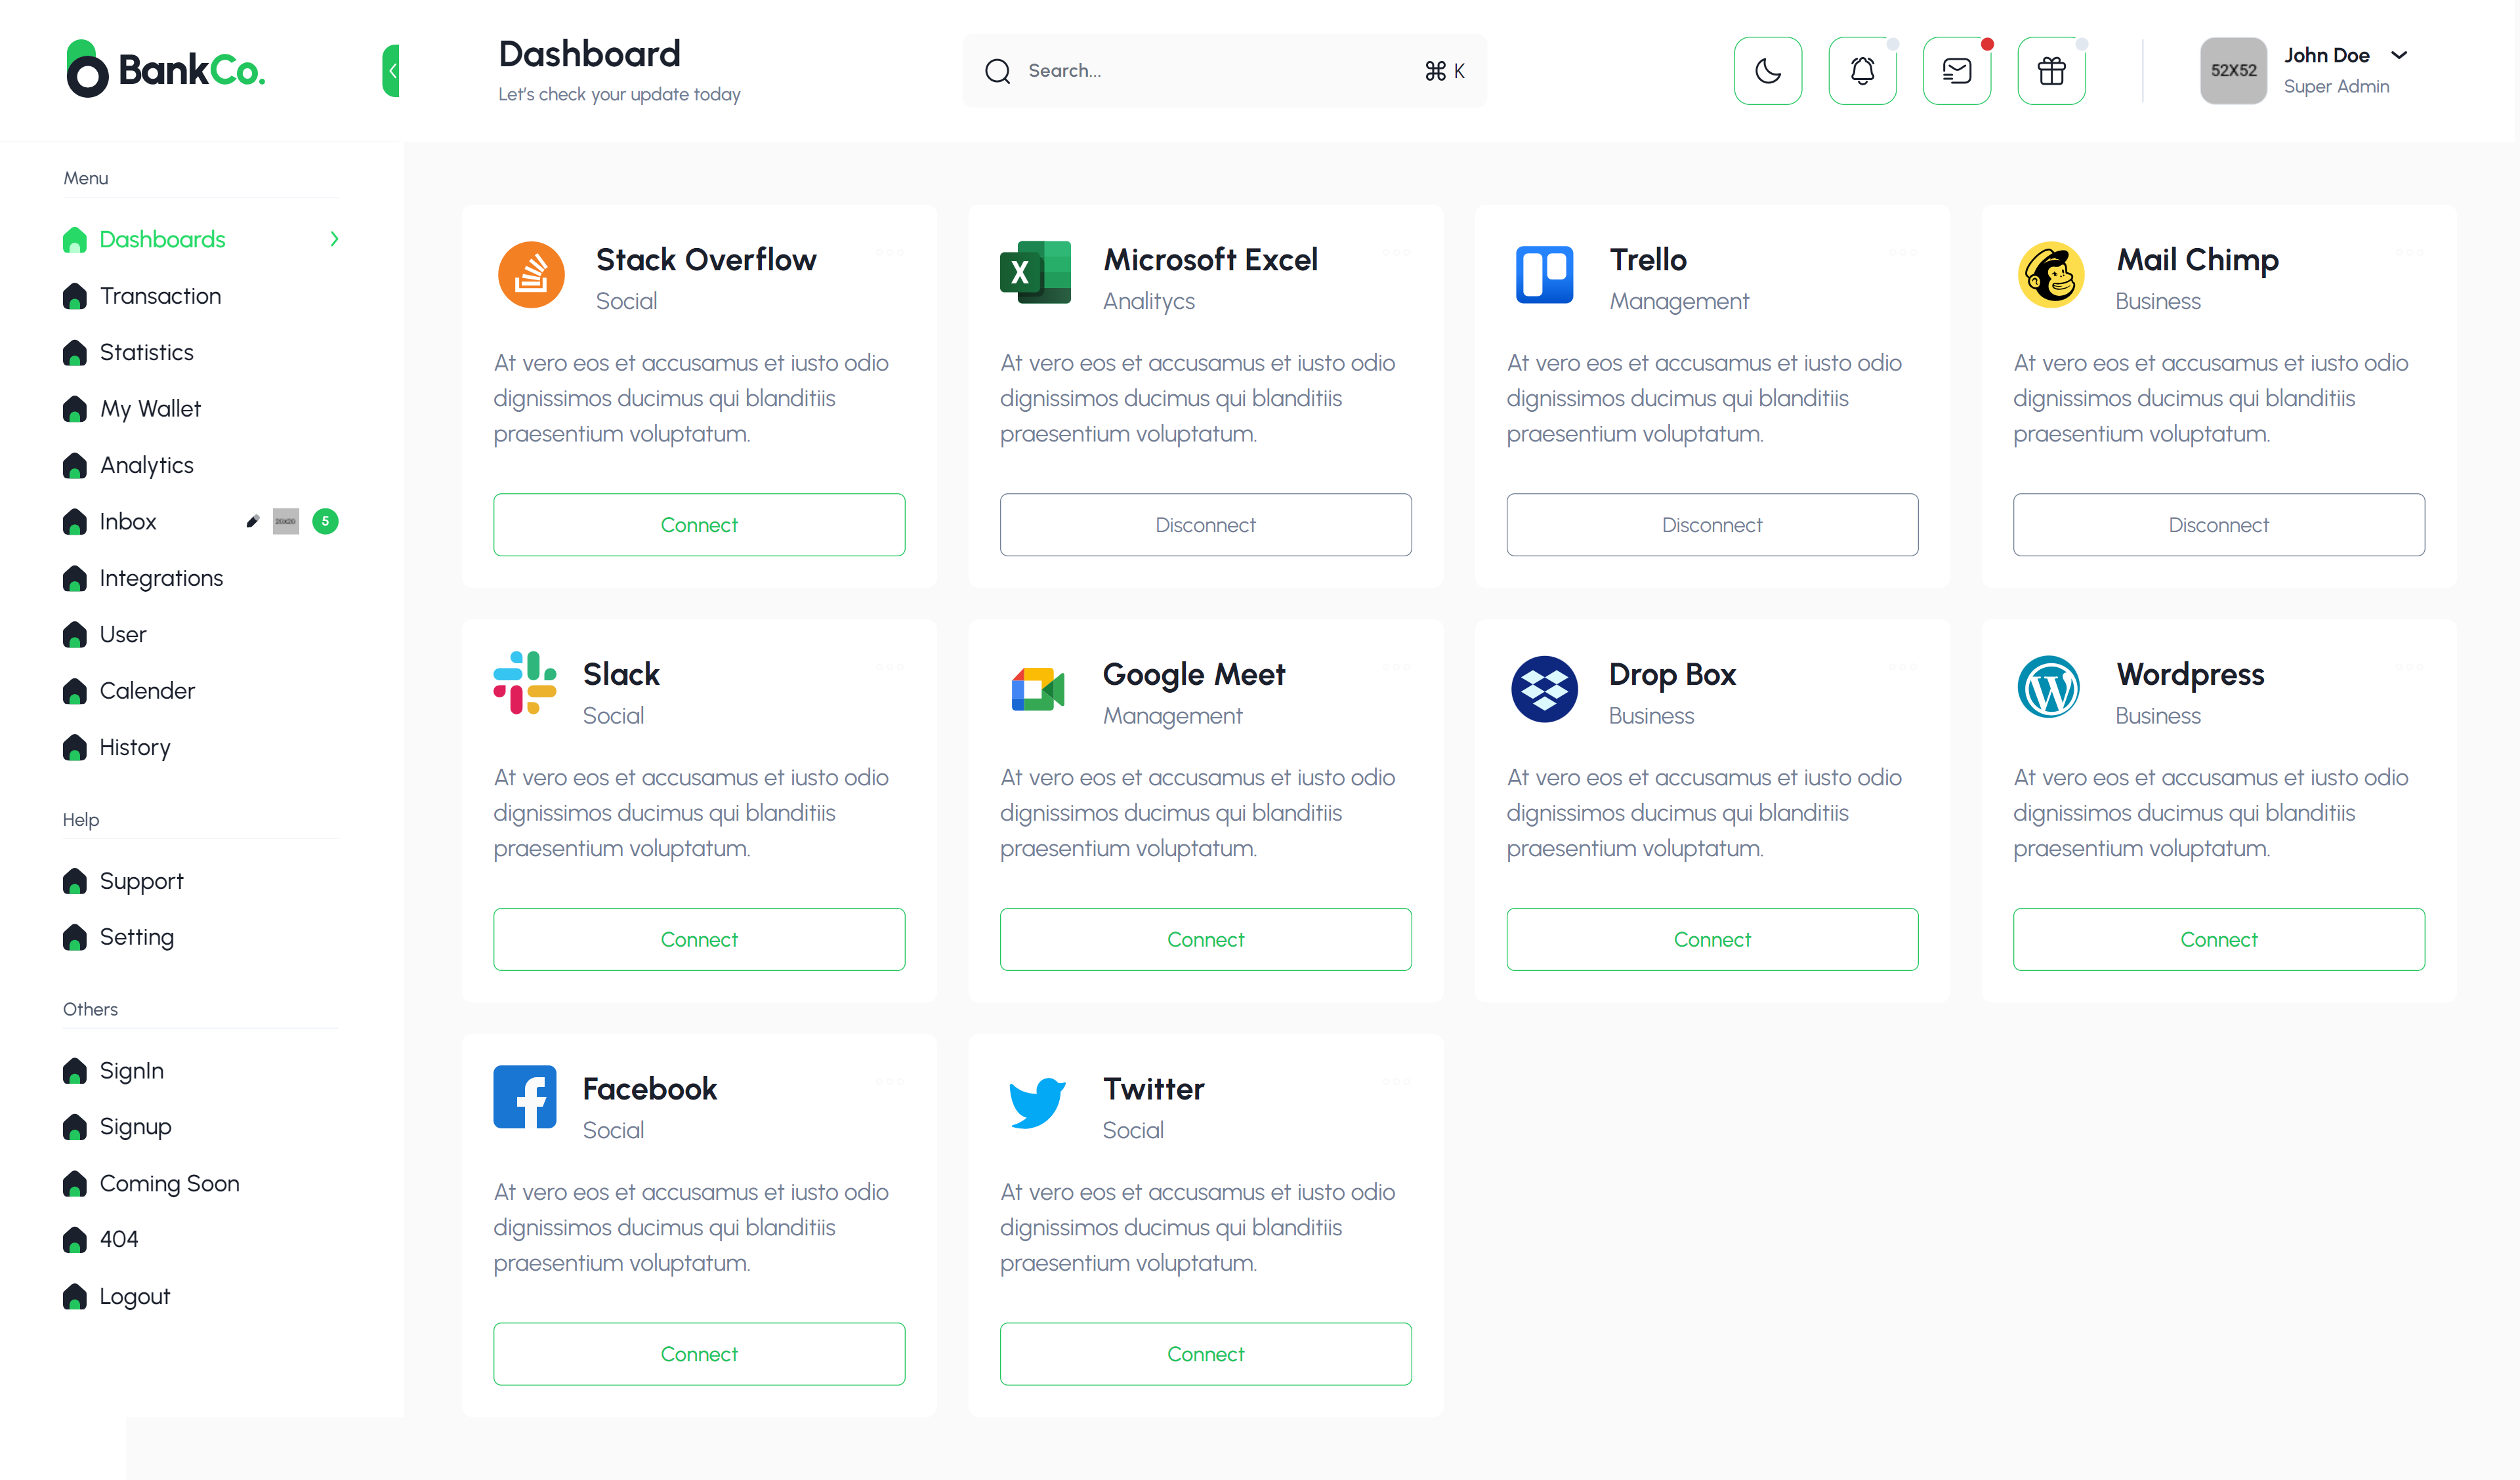 BankCo.
Dashboard
Let's check your update today
Search...
⌘ K
52X52
John Doe
Super Admin
Menu
Dashboards
Transaction
Statistics
My Wallet
Analytics
Inbox
20X20
5
Integrations
User
Calender
History
Help
Support
Setting
Others
SignIn
Signup
Coming Soon
404
Logout
Stack Overflow
Social
At vero eos et accusamus et iusto odio
dignissimos ducimus qui blanditiis
praesentium voluptatum.
Connect
Microsoft Excel
Analitycs
At vero eos et accusamus et iusto odio
dignissimos ducimus qui blanditiis
praesentium voluptatum.
Disconnect
Trello
Management
At vero eos et accusamus et iusto odio
dignissimos ducimus qui blanditiis
praesentium voluptatum.
Disconnect
Mail Chimp
Business
At vero eos et accusamus et iusto odio
dignissimos ducimus qui blanditiis
praesentium voluptatum.
Disconnect
Slack
Social
At vero eos et accusamus et iusto odio
dignissimos ducimus qui blanditiis
praesentium voluptatum.
Connect
Google Meet
Management
At vero eos et accusamus et iusto odio
dignissimos ducimus qui blanditiis
praesentium voluptatum.
Connect
Drop Box
Business
At vero eos et accusamus et iusto odio
dignissimos ducimus qui blanditiis
praesentium voluptatum.
Connect
Wordpress
Business
At vero eos et accusamus et iusto odio
dignissimos ducimus qui blanditiis
praesentium voluptatum.
Connect
Facebook
Social
At vero eos et accusamus et iusto odio
dignissimos ducimus qui blanditiis
praesentium voluptatum.
Connect
Twitter
Social
At vero eos et accusamus et iusto odio
dignissimos ducimus qui blanditiis
praesentium voluptatum.
Connect